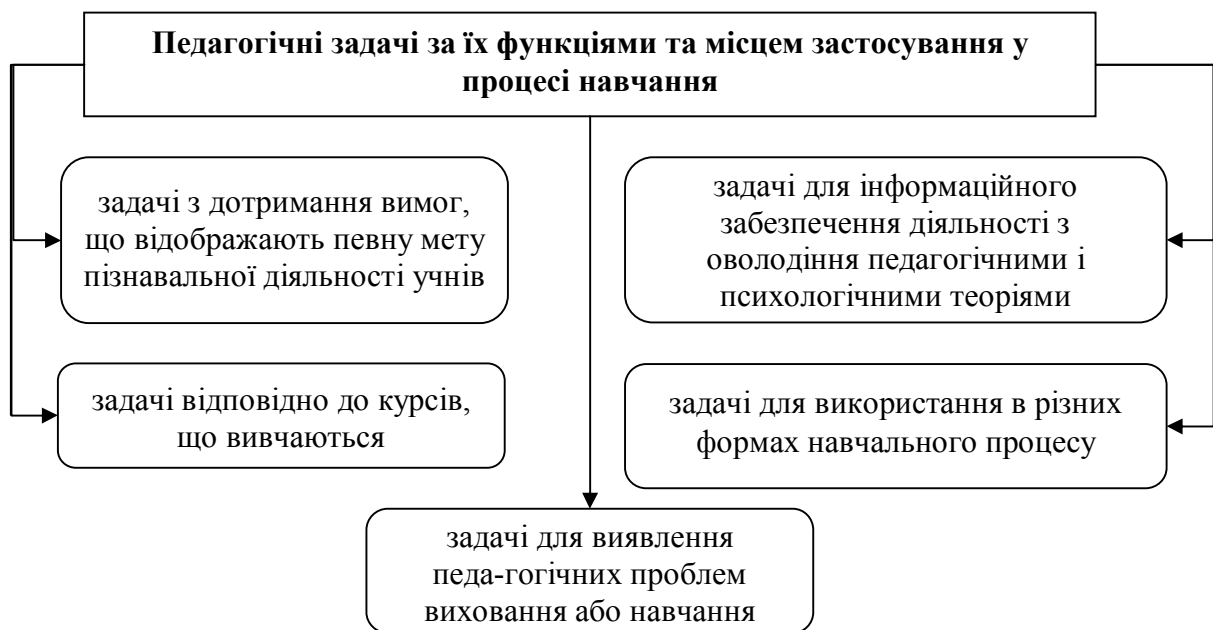 Педагогічні задачі за їх функціями та місцем застосування у
процесі навчання
задачі з дотримання вимог,
що відображають певну мету
пізнавальної діяльності учнів
задачі для інформаційного
забезпечення діяльності з
оволодіння педагогічними і
психологічними теоріями
задачі відповідно до курсів,
що вивчаються
задачі для використання в різних
формах навчального процесу
задачі для виявлення
педа-гогічних проблем
виховання або навчання